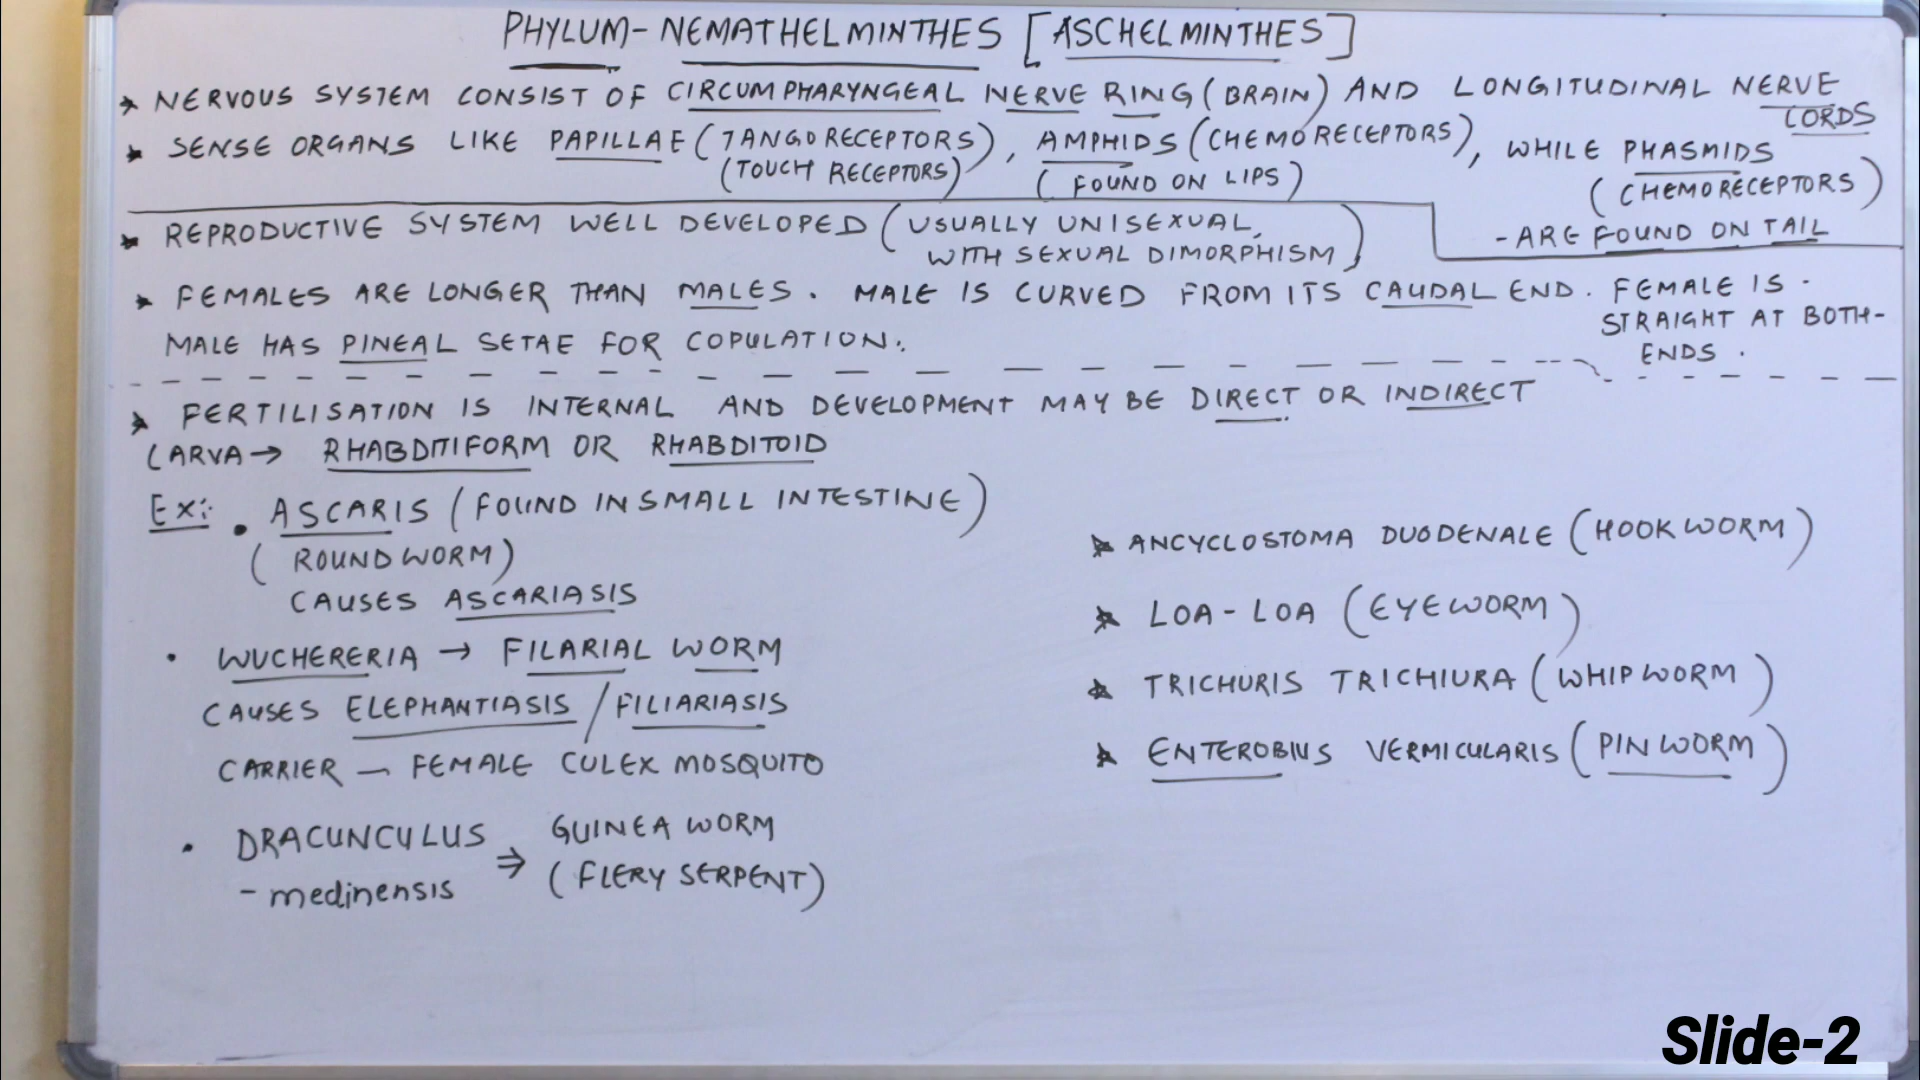 PHYLUM-NEMATHELMINTHES [ASCHELMINTHES]
★ NERVOUS SYSTEM CONSIST OF CIRCUMPHARYNGEAL NERVE RING (BRAIN) AND LONGITUDINAL NERVE
CORDS
★ SENSE ORGANS LIKE PAPILLAE (TANGORECEPTORS), AMPHIDS (CHEMORECEPTORS), WHILE PHASMIDS
(TOUCH RECEPTORS) (FOUND ON LIPS) (CHEMORECEPTORS)
- ARE FOUND ON TAIL
★ REPRODUCTIVE SYSTEM WELL DEVELOPED (USUALLY UNISEXUAL,
WITH SEXUAL DIMORPHISM)
★ FEMALES ARE LONGER THAN MALES. MALE IS CURVED FROM ITS CAUDAL END. FEMALE IS -
STRAIGHT AT BOTH-
ENDS.
MALE HAS PINEAL SETAE FOR COPULATION.
★ FERTILISATION IS INTERNAL AND DEVELOPMENT MAY BE DIRECT OR INDIRECT
LARVA → RHABDITIFORM OR RHABDITOID
EX:- • ASCARIS (FOUND IN SMALL INTESTINE)
(ROUNDWORM)
CAUSES ASCARIASIS
• WUCHERERIA → FILARIAL WORM
CAUSES ELEPHANTIASIS / FILIARIASIS
CARRIER - FEMALE CULEX MOSQUITO
• DRACUNCULUS ⇒ GUINEA WORM
- medinensis (FIERY SERPENT)
★ ANCYCLOSTOMA DUODENALE (HOOKWORM)
★ LOA-LOA (EYEWORM)
★ TRICHURIS TRICHIURA (WHIPWORM)
★ ENTEROBIUS VERMICULARIS (PINWORM)
Slide-2